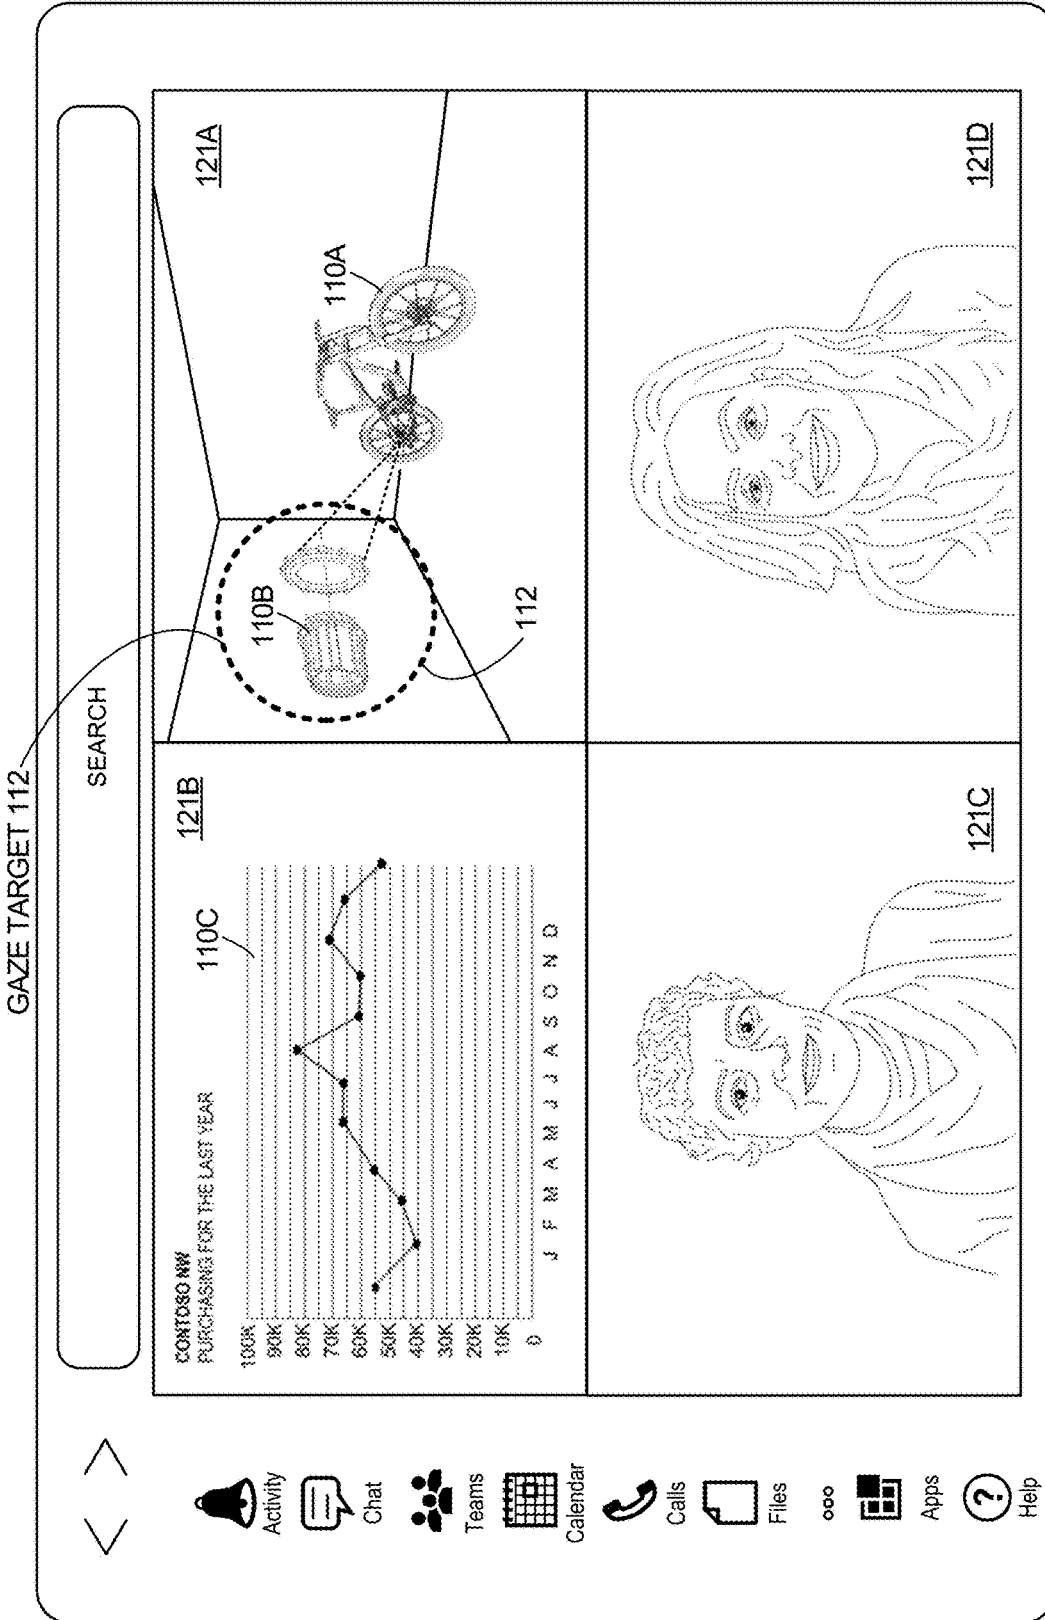 GAZE TARGET 112
SEARCH
Activity
Chat
Teams
Calendar
Calls
Files
Apps
? Help
CONTOSO NW
PURCHASING FOR THE LAST YEAR
100K
90K
80K
70K
60K
50K
40K
30K
20K
10K
0
J F M A M J J A S O N D
110C
121B
110B
112
110A
121A
121C
121D